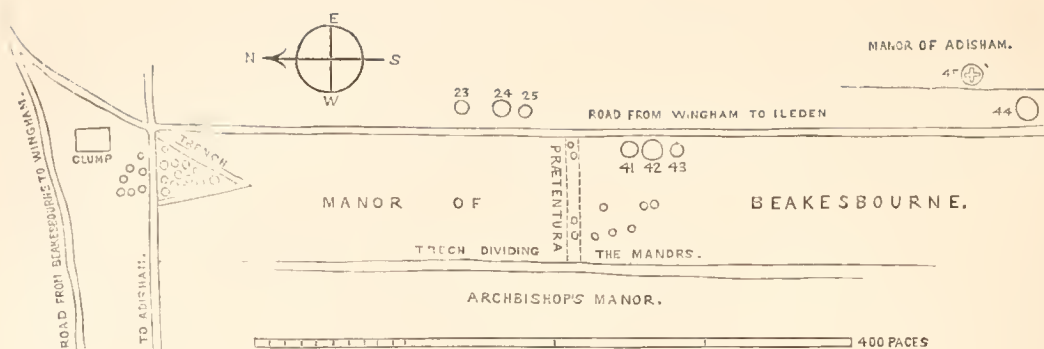 E
N S
W
MANOR OF ADISHAM.
45
23 24 25
ROAD FROM WINGHAM TO ILEDEN
44
ROAD FROM BEAKESBOURNE TO WINGHAM.
CLUMP
TRENCH
PRÆTENTURA
41 42 43
MANOR OF BEAKESBOURNE.
TRECH DIVIDING THE MANORS.
TO ADISHAM.
ARCHBISHOP'S MANOR.
400 PACES